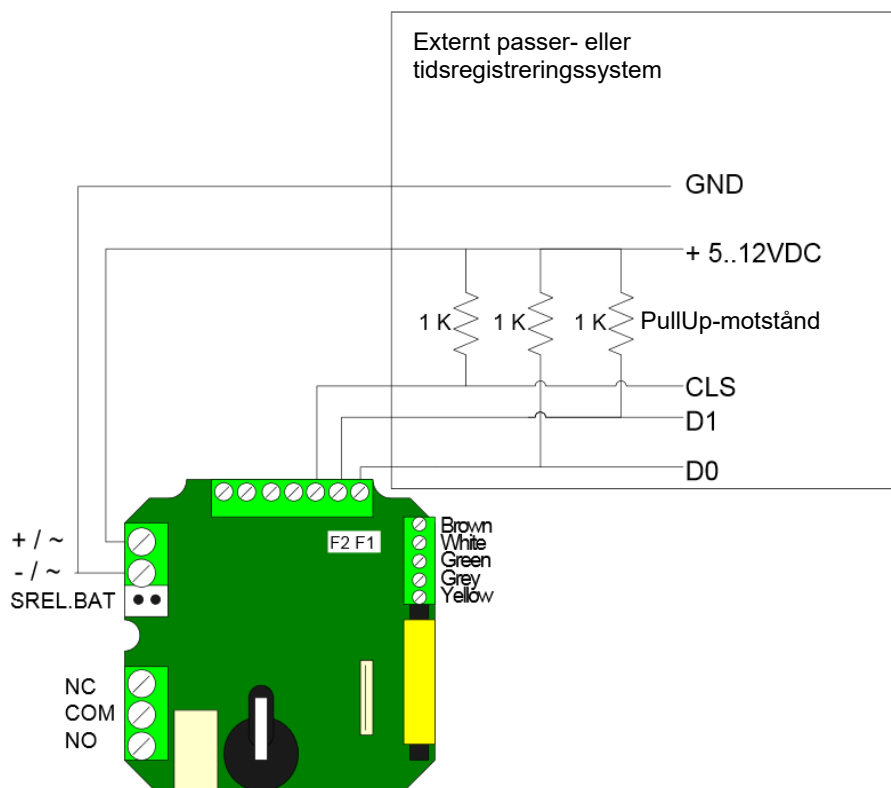 Externt passer- eller
tidsregistreringssystem
GND
+ 5..12VDC
1 K
1 K
1 K
PullUp-motstånd
CLS
D1
D0
+ / ~
- / ~
SREL.BAT
F2 F1
Brown
White
Green
Grey
Yellow
NC
COM
NO